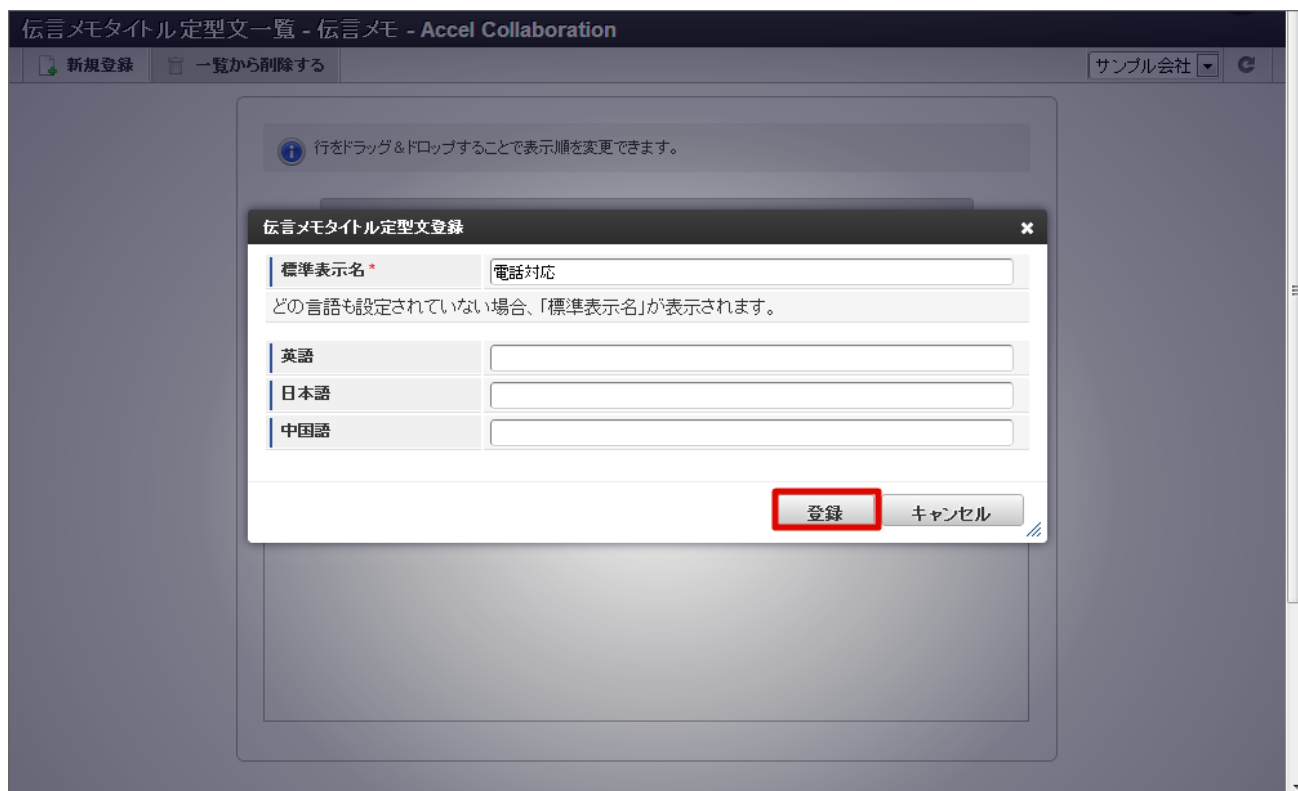 伝言メモタイトル定型文一覧 - 伝言メモ - Accel Collaboration
新規登録 一覧から削除する サンプル会社
行をドラッグ&ドロップすることで表示順を変更できます。
伝言メモタイトル定型文登録
標準表示名* 電話対応
どの言語も設定されていない場合、「標準表示名」が表示されます。
英語
日本語
中国語
登録 キャンセル